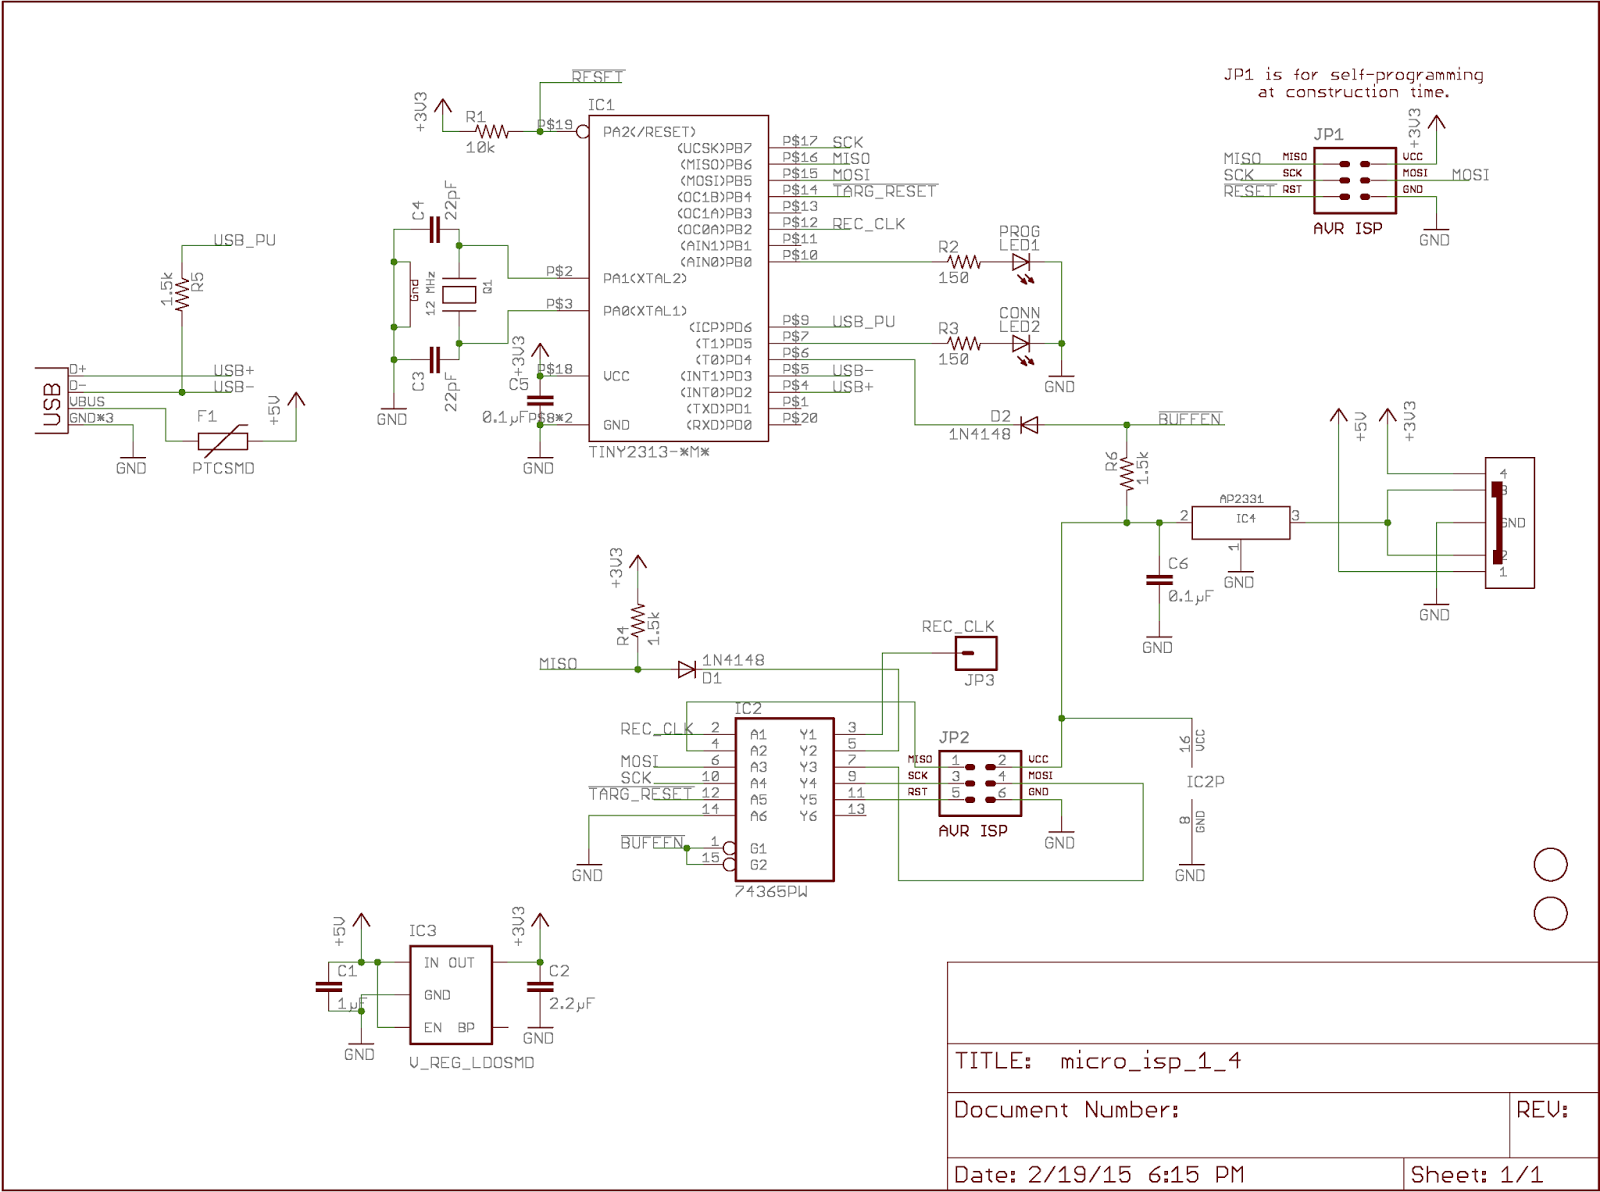 JP1 is for self-programming
at construction time.
RESET
+3V3
R1
10k
P$19
IC1
PA2(/RESET)
(UCSK)PB7
(MISO)PB6
(MOSI)PB5
(OC1B)PB4
(OC1A)PB3
(OC0A)PB2
(AIN1)PB1
(AIN0)PB0
P$17 SCK
P$16 MISO
P$15 MOSI
P$14 TARG_RESET
P$13
P$12 REC_CLK
P$11
P$10
P$2
PA1(XTAL2)
P$3
PA0(XTAL1)
(ICP)PD6
(T1)PD5
(T0)PD4
(INT1)PD3
(INT0)PD2
(TXD)PD1
(RXD)PD0
P$9 USB_PU
P$7
P$6
P$5 USB-
P$4 USB+
P$1
P$20
P$18
VCC
P$8*2
GND
TINY2313-*M*
C4
22pF
Gnd
12 MHz
Q1
C3
22pF
GND
+3V3
C5
0.1µF
GND
USB_PU
1.5k
R5
USB
D+
D-
VBUS
GND*3
USB+
USB-
GND
F1
PTCSMD
+5V
R2
150
PROG
LED1
R3
150
CONN
LED2
GND
JP1
+3V3
MISO
SCK
RESET
MISO
SCK
RST
VCC
MOSI
GND
MOSI
AVR ISP
GND
D2
1N4148
BUFFEN
R6
1.5k
AP2331
IC4
2
3
1
GND
C6
0.1µF
GND
+5V
+3V3
4
3
GND
2
1
GND
+3V3
R4
1.5k
MISO
1N4148
D1
REC_CLK
JP3
IC2
REC_CLK
MOSI
SCK
TARG_RESET
BUFEEN
GND
2 A1 Y1 3
4 A2 Y2 5
6 A3 Y3 7
10 A4 Y4 9
12 A5 Y5 11
14 A6 Y6 13
1 G1
15 G2
74365PW
JP2
MISO 1 2 VCC
SCK 3 4 MOSI
RST 5 6 GND
AVR ISP
GND
16 VCC
IC2P
8 GND
GND
+5V
C1
1µF
GND
IC3
IN OUT
GND
EN BP
V_REG_LDOSMD
+3V3
C2
2.2µF
GND
TITLE: micro_isp_1_4
Document Number:
REV:
Date: 2/19/15 6:15 PM
Sheet: 1/1